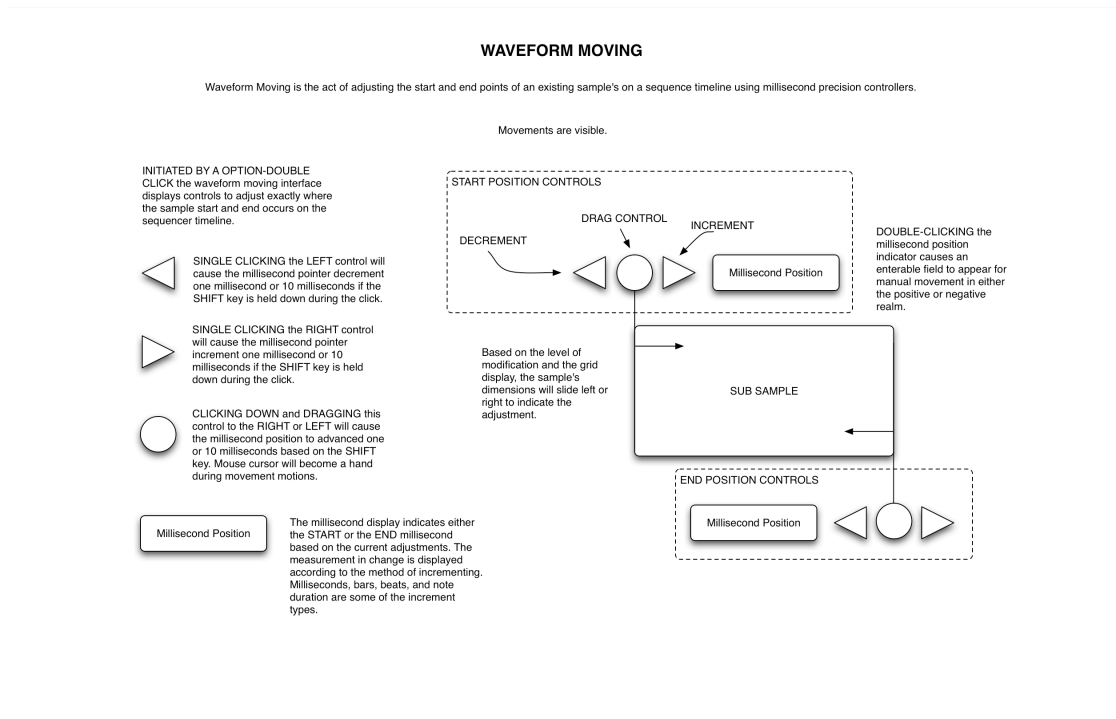 WAVEFORM MOVING
Waveform Moving is the act of adjusting the start and end points of an existing sample's on a sequence timeline using millisecond precision controllers.
Movements are visible.
INITIATED BY A OPTION-DOUBLE
CLICK the waveform moving interface
displays controls to adjust exactly where
the sample start and end occurs on the
sequencer timeline.
SINGLE CLICKING the LEFT control will
cause the millisecond pointer decrement
one millisecond or 10 milliseconds if the
SHIFT key is held down during the click.
SINGLE CLICKING the RIGHT control
will cause the millisecond pointer
increment one millisecond or 10
milliseconds if the SHIFT key is held
down during the click.
CLICKING DOWN and DRAGGING this
control to the RIGHT or LEFT will cause
the millisecond position to advanced one
or 10 milliseconds based on the SHIFT
key. Mouse cursor will become a hand
during movement motions.
Millisecond Position
The millisecond display indicates either
the START or the END millisecond
based on the current adjustments. The
measurement in change is displayed
according to the method of incrementing.
Milliseconds, bars, beats, and note
duration are some of the increment
types.
START POSITION CONTROLS
DRAG CONTROL
INCREMENT
DECREMENT
Millisecond Position
DOUBLE-CLICKING the
millisecond position
indicator causes an
enterable field to appear for
manual movement in either
the positive or negative
realm.
Based on the level of
modification and the grid
display, the sample's
dimensions will slide left or
right to indicate the
adjustment.
SUB SAMPLE
END POSITION CONTROLS
Millisecond Position